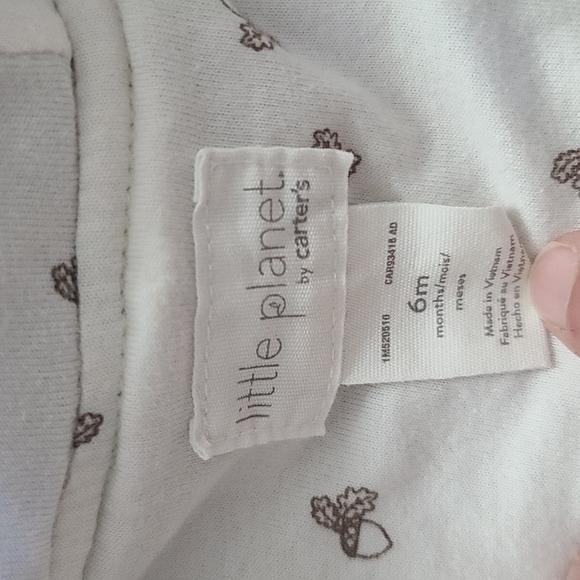 little planet.
by carter's
1M520510 CAR93418 AD
6m
months/mois/
meses
Made in Vietnam
Fabriqué au Vietnam
Hecho en Vietnam